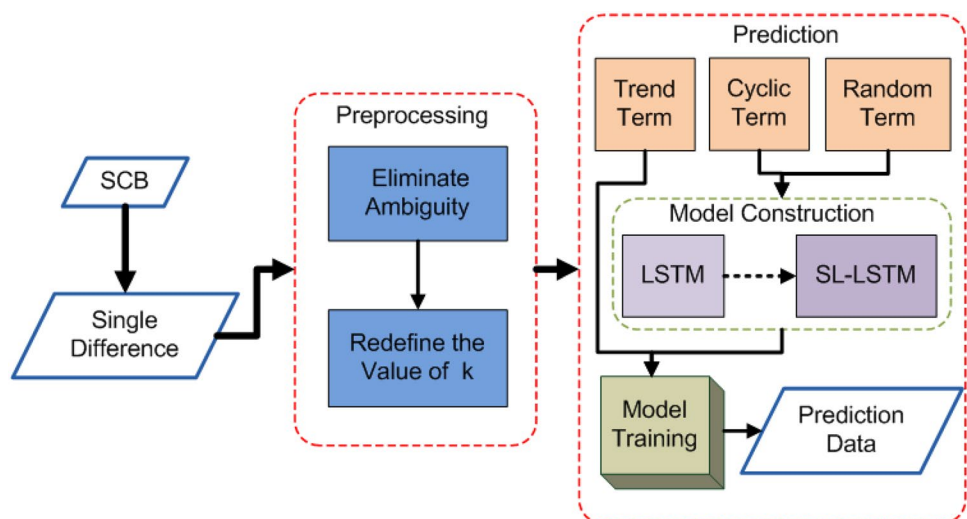 SCB
Single
Difference
Preprocessing
Eliminate
Ambiguity
Redefine the
Value of k
Prediction
Trend
Term
Cyclic
Term
Random
Term
Model Construction
LSTM
SL-LSTM
Model
Training
Prediction
Data